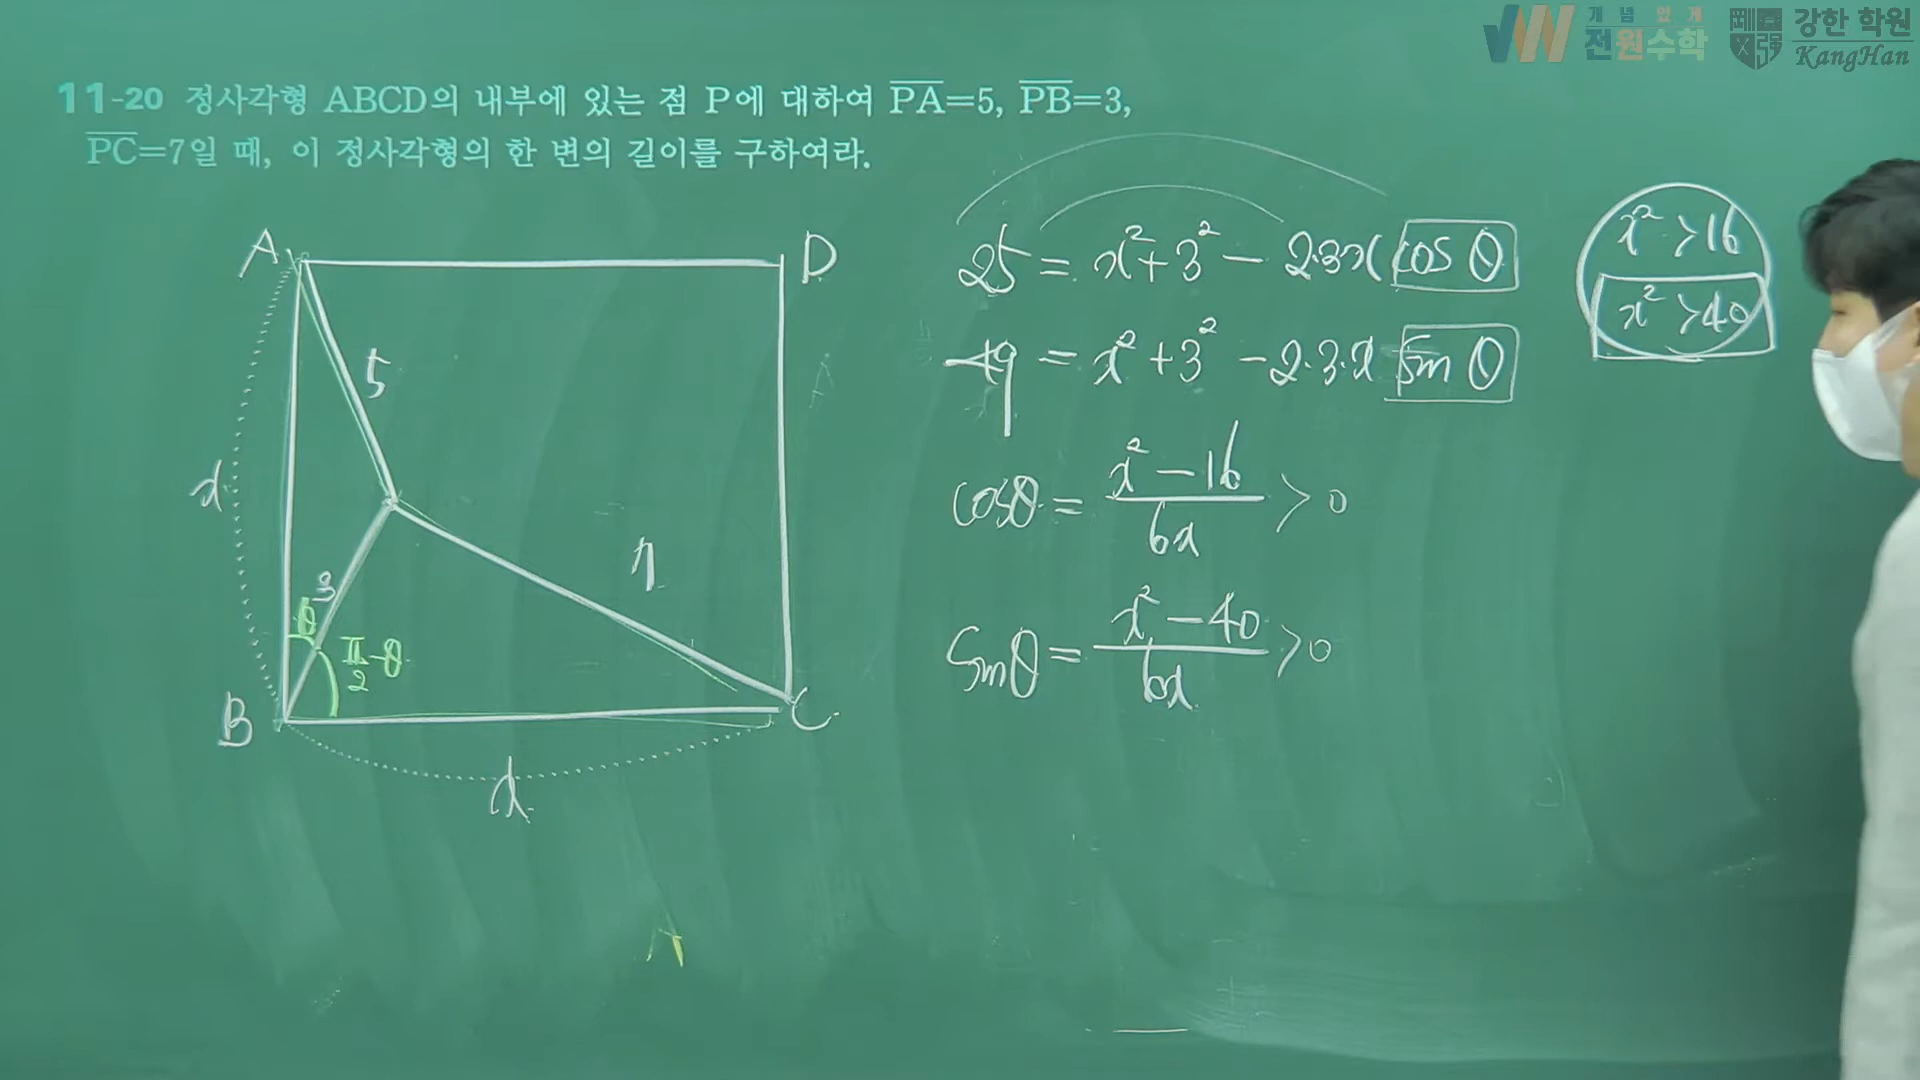 개념있게
전원수학
강한 학원
KangHan
11-20 정사각형 ABCD의 내부에 있는 점 P에 대하여 PA=5, PB=3,
PC=7일 때, 이 정사각형의 한 변의 길이를 구하여라.
A
D
5
x
3
7
θ
π/2-θ
B
C
x
25 = x²+3² - 2·3x cos θ
49 = x²+3² - 2·3·x sin θ
cosθ = (x²-16)/6x > 0
sinθ = (x²-40)/6x > 0
x² > 16
x² > 40